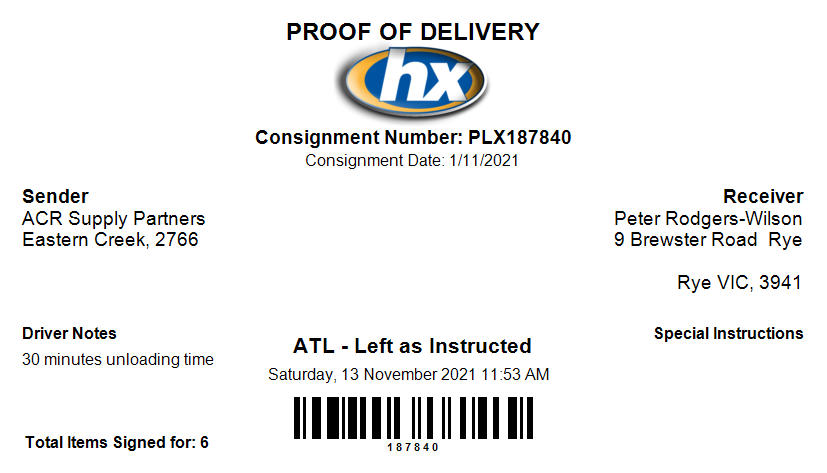 PROOF OF DELIVERY
hx
Consignment Number: PLX187840
Consignment Date: 1/11/2021
Sender
ACR Supply Partners
Eastern Creek, 2766
Receiver
Peter Rodgers-Wilson
9 Brewster Road  Rye
Rye VIC, 3941
Driver Notes
30 minutes unloading time
ATL - Left as Instructed
Saturday, 13 November 2021 11:53 AM
Special Instructions
187840
Total Items Signed for: 6